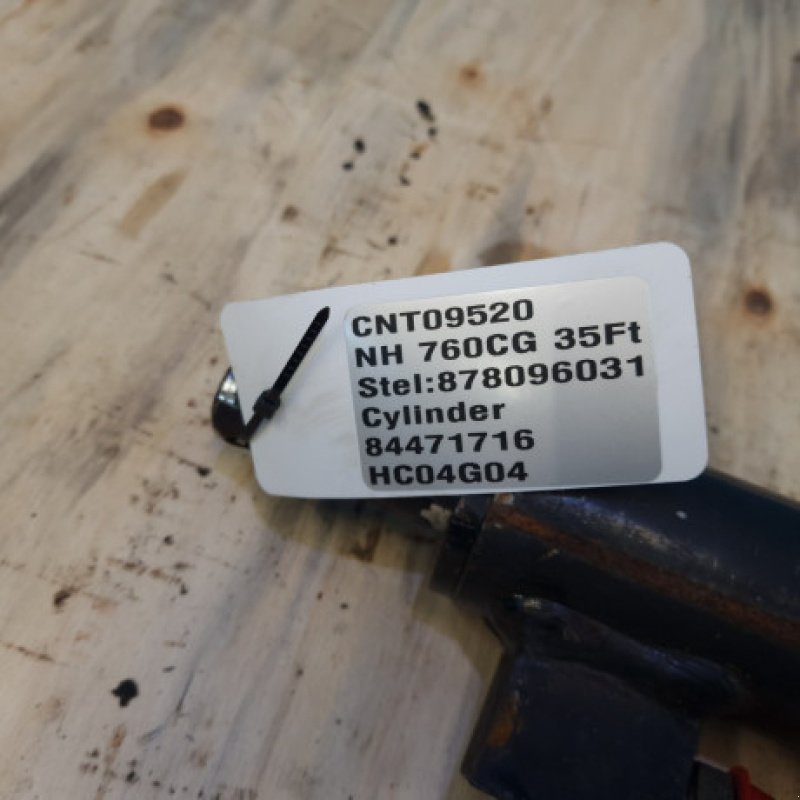 CNT09520
NH 760CG 35Ft
Stel:878096031
Cylinder
84471716
HC04G04